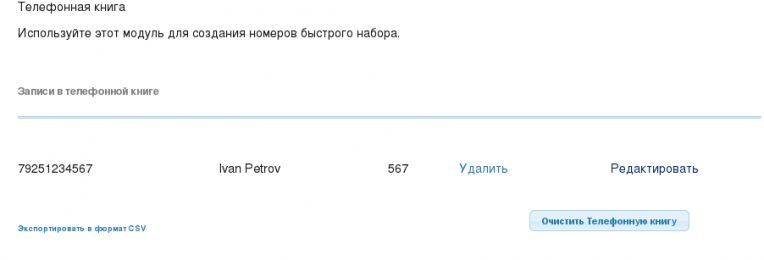 Телефонная книга
Используйте этот модуль для создания номеров быстрого набора.
Записи в телефонной книге
79251234567 Ivan Petrov 567 Удалить Редактировать
Очистить Телефонную книгу
Экспортировать в формат CSV